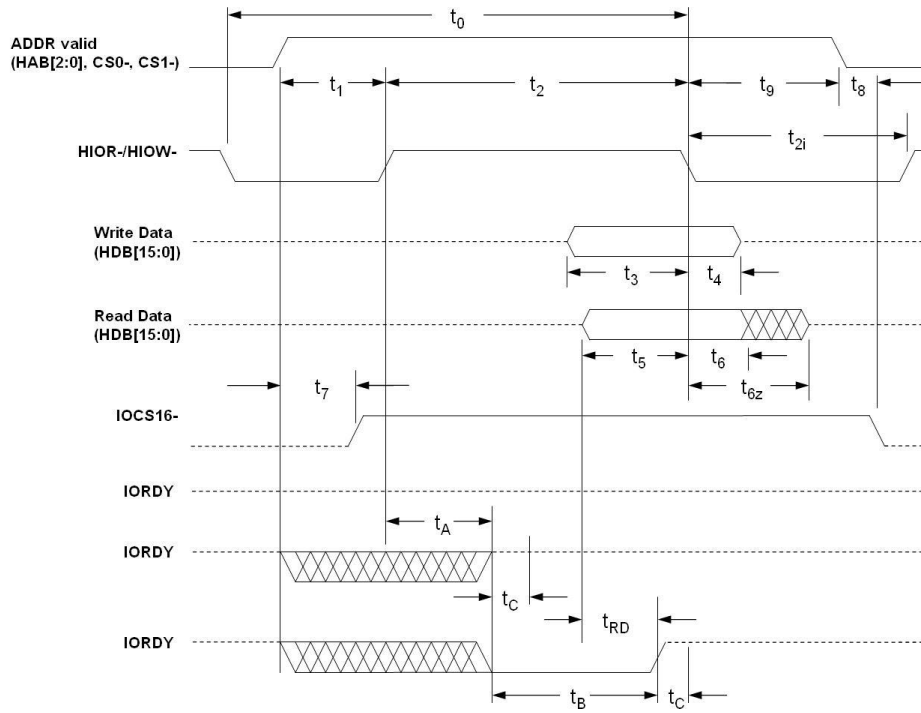 t0
ADDR valid
(HAB[2:0], CS0-, CS1-)
t1
t2
t9
t8
t2i
HIOR-/HIOW-
Write Data
(HDB[15:0])
t3
t4
Read Data
(HDB[15:0])
t5
t6
t6z
t7
IOCS16-
IORDY
tA
IORDY
tC
tRD
IORDY
tB
tC